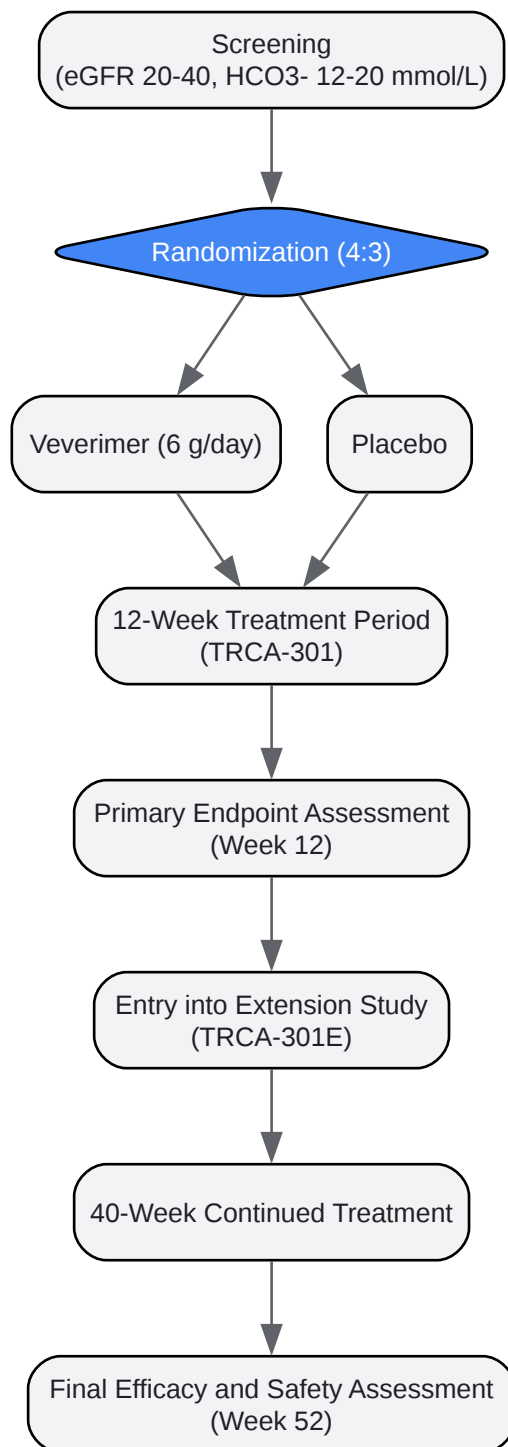 Screening
(eGFR 20-40, HCO3- 12-20 mmol/L)
Randomization (4:3)
Veverimer (6 g/day)
Placebo
12-Week Treatment Period
(TRCA-301)
Primary Endpoint Assessment
(Week 12)
Entry into Extension Study
(TRCA-301E)
40-Week Continued Treatment
Final Efficacy and Safety Assessment
(Week 52)